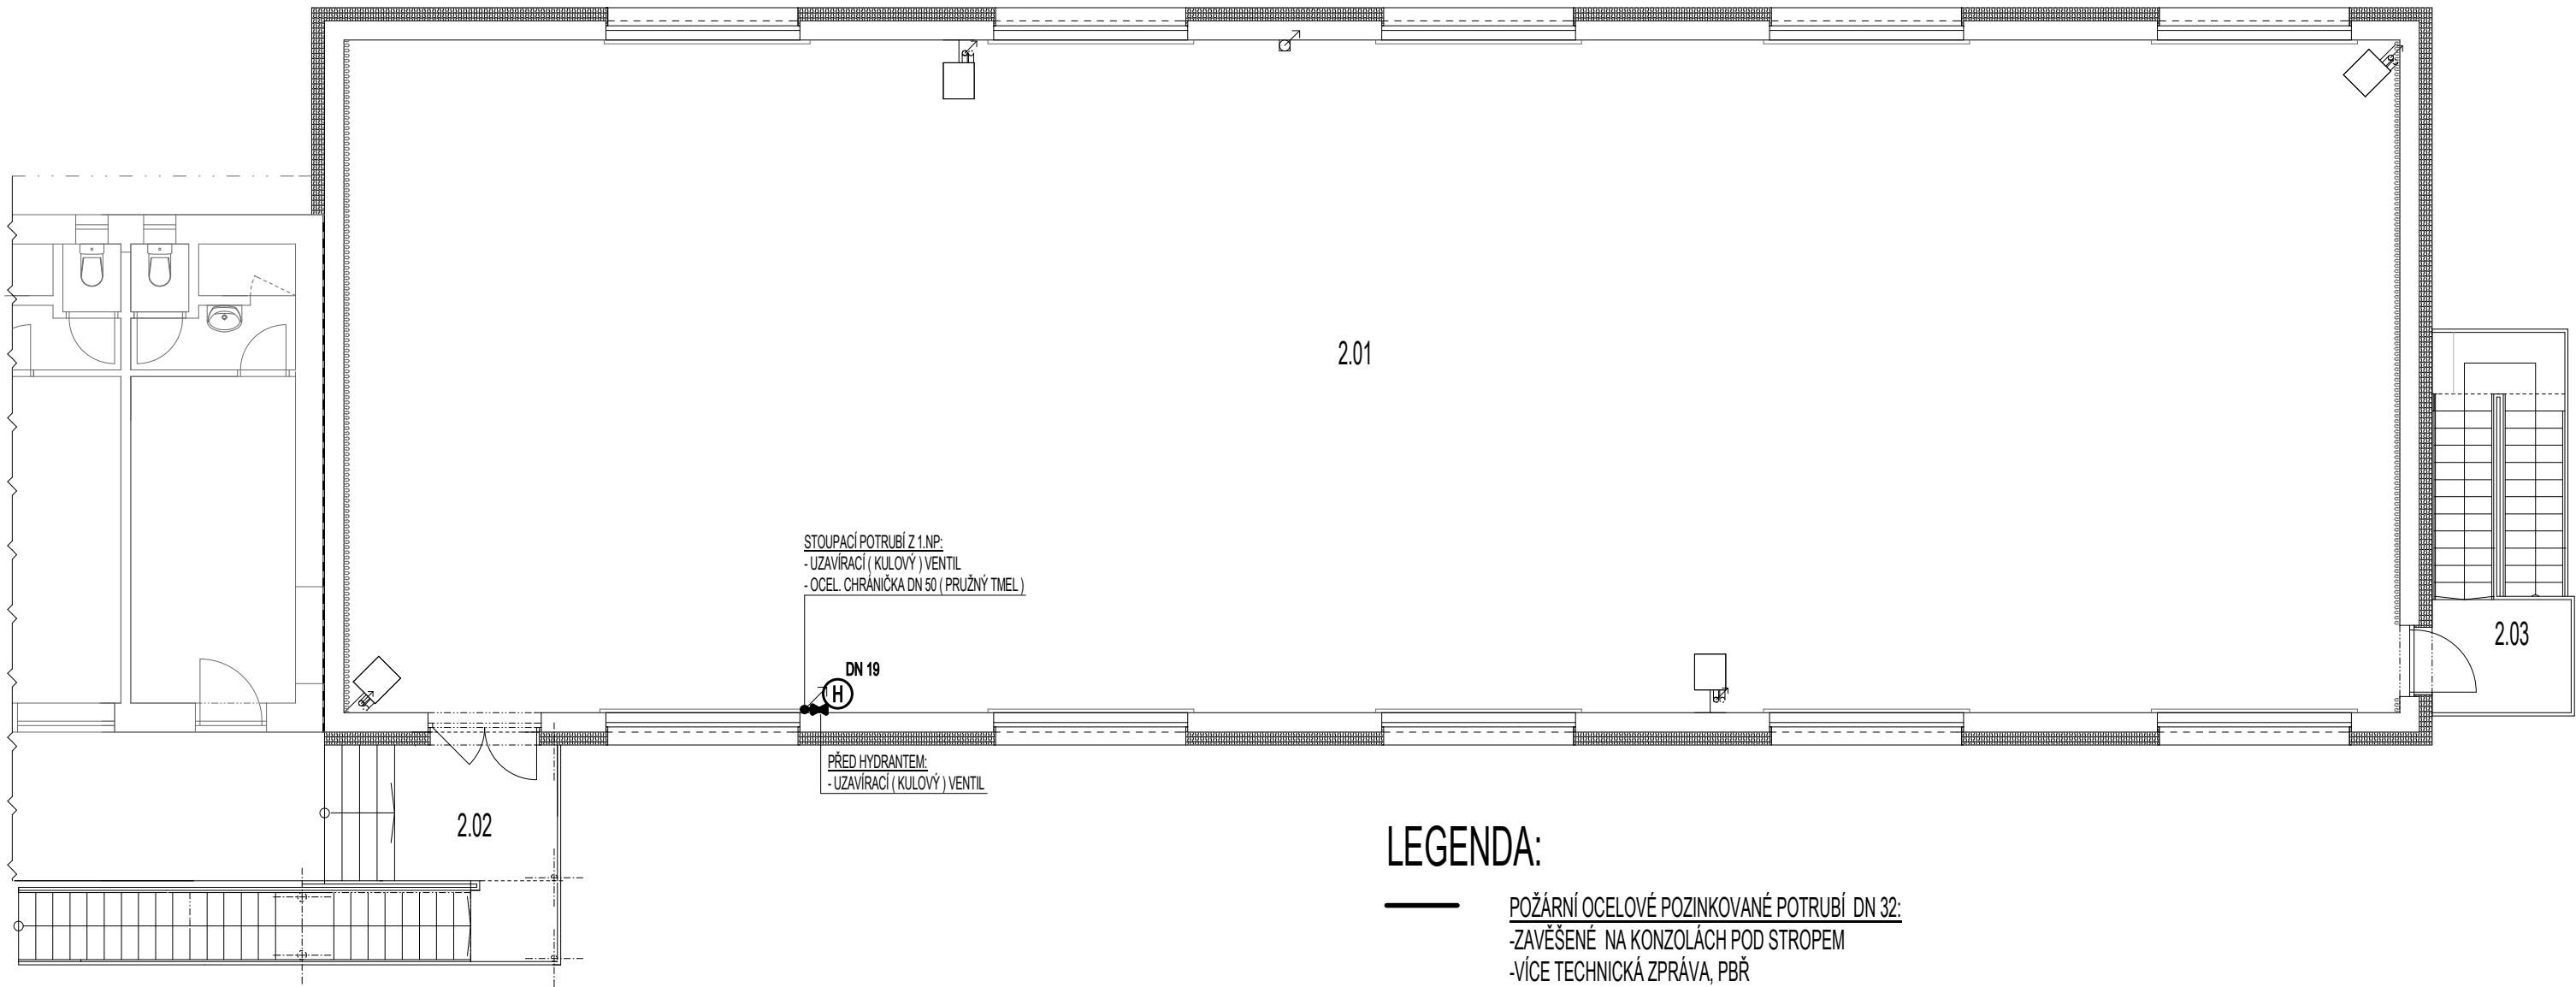 2.01
STOUPACÍ POTRUBÍ Z 1.NP:
- UZAVÍRACÍ ( KULOVÝ ) VENTIL
- OCEL. CHRÁNIČKA DN 50 ( PRUŽNÝ TMEL )
2.03
DN 19
H
PŘED HYDRANTEM:
- UZAVÍRACÍ ( KULOVÝ ) VENTIL
2.02
LEGENDA:
POŽÁRNÍ OCELOVÉ POZINKOVANÉ POTRUBÍ DN 32:
-ZAVĚŠENÉ NA KONZOLÁCH POD STROPEM
-VÍCE TECHNICKÁ ZPRÁVA, PBŘ